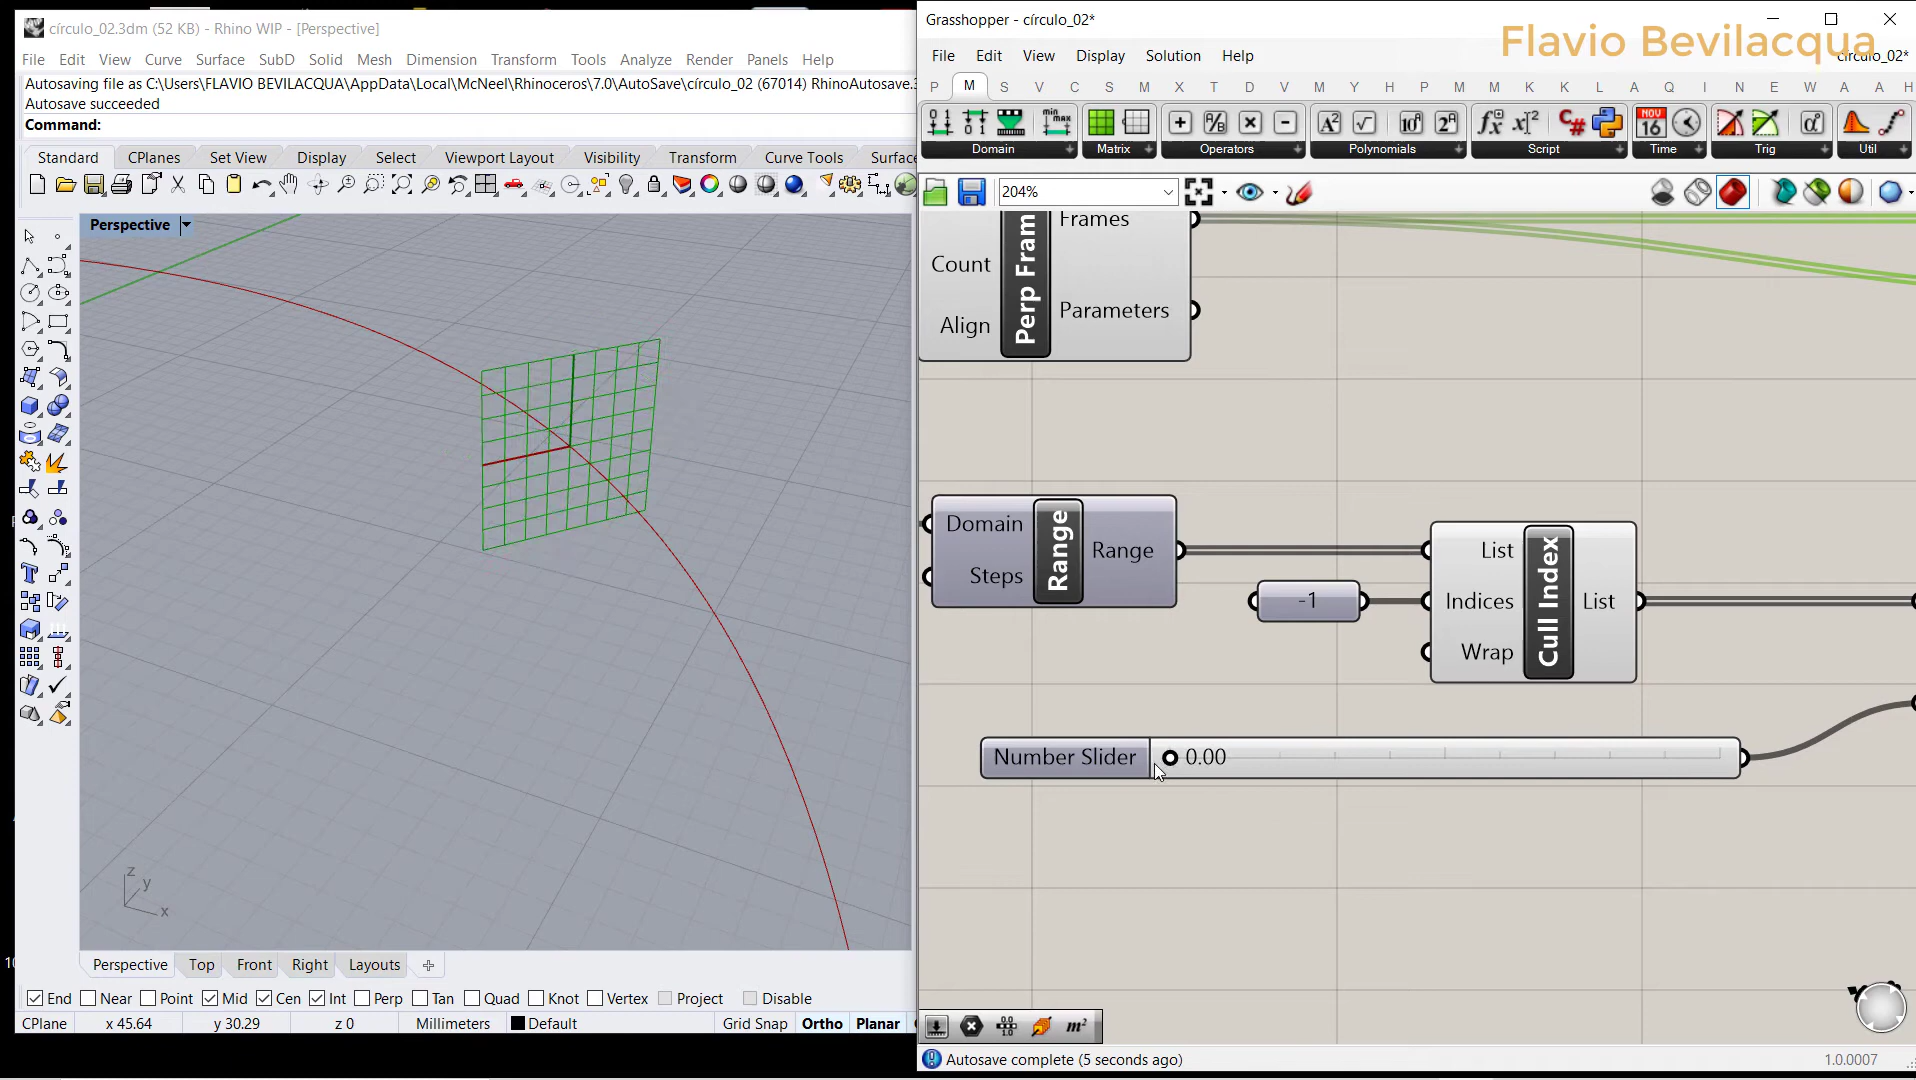 círculo_02.3dm (52 KB) - Rhino WIP - [Perspective]
File Edit View Curve Surface SubD Solid Mesh Dimension Transform Tools Analyze Render Panels Help
Autosaving file as C:\Users\FLAVIO BEVILACQUA\AppData\Local\McNeel\Rhinoceros\7.0\AutoSave\círculo_02 (67014) RhinoAutosave.3
Autosave succeeded
Command:
Standard CPlanes Set View Display Select Viewport Layout Visibility Transform Curve Tools Surface
Perspective
z
y
x
Perspective Top Front Right Layouts
End Near Point Mid Cen Int Perp Tan Quad Knot Vertex Project Disable
CPlane x 45.64 y 30.29 z 0 Millimeters Default Grid Snap Ortho Planar
Grasshopper - círculo_02*
Flavio Bevilacqua
File Edit View Display Solution Help
círculo_02*
P M S V C S M X T D V M Y P M M K K L A Q I N E W A A H
Domain Matrix Operators Polynomials Script Time Trig Util
204%
Frames
Count
Parameters
Align
Perp Fram
Domain
Range
Range
Steps
List
-1
Indices
List
Cull Index
Wrap
Number Slider 0.00
Autosave complete (5 seconds ago)
1.0.0007